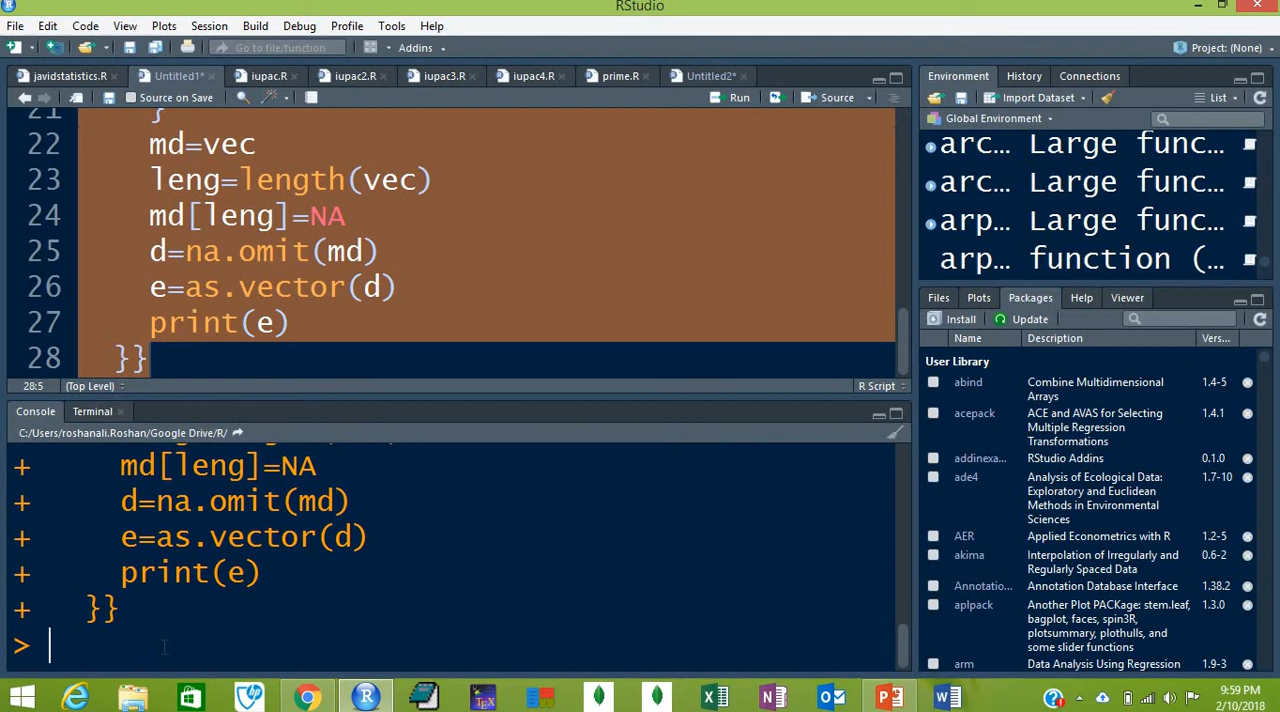 RStudio
File Edit Code View Plots Session Build Debug Profile Tools Help
Go to file/function Addins Project: (None)
javidstatistics.R Untitled1* iupac.R iupac2.R iupac3.R iupac4.R prime.R Untitled2*
Source on Save Run Source
21 }
22 md=vec
23 leng=length(vec)
24 md[leng]=NA
25 d=na.omit(md)
26 e=as.vector(d)
27 print(e)
28 }}
28:5 (Top Level) R Script
Console Terminal
C:/Users/roshanali.Roshan/Google Drive/R/
+ md[leng]=NA
+ d=na.omit(md)
+ e=as.vector(d)
+ print(e)
+ }}
>
Environment History Connections
Import Dataset List
Global Environment
arc... Large func...
arc... Large func...
arp... Large func...
arp... function (...
Files Plots Packages Help Viewer
Install Update
Name Description Vers...
User Library
abind Combine Multidimensional Arrays 1.4-5
acepack ACE and AVAS for Selecting Multiple Regression Transformations 1.4.1
addinexa... RStudio Addins 0.1.0
ade4 Analysis of Ecological Data: Exploratory and Euclidean Methods in Environmental Sciences 1.7-10
AER Applied Econometrics with R 1.2-5
akima Interpolation of Irregularly and Regularly Spaced Data 0.6-2
Annotatio... Annotation Database Interface 1.38.2
aplpack Another Plot PACKage: stem.leaf, bagplot, faces, spin3R, plotsummary, plothulls, and some slider functions 1.3.0
arm Data Analysis Using Regression 1.9-3
9:59 PM
2/10/2018